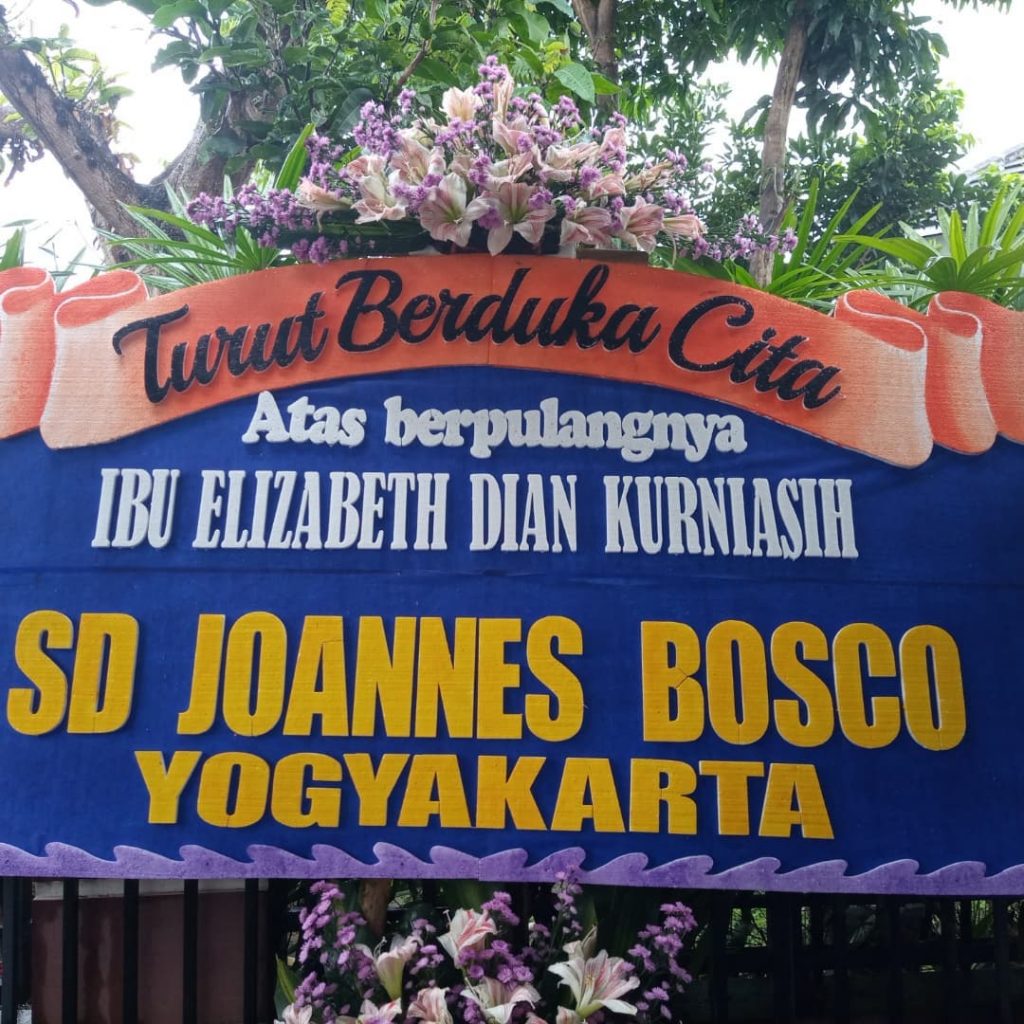 Turut Berduka Cita
Atas berpulangnya
IBU ELIZABETH DIAN KURNIASIH
SD JOANNES BOSCO
YOGYAKARTA